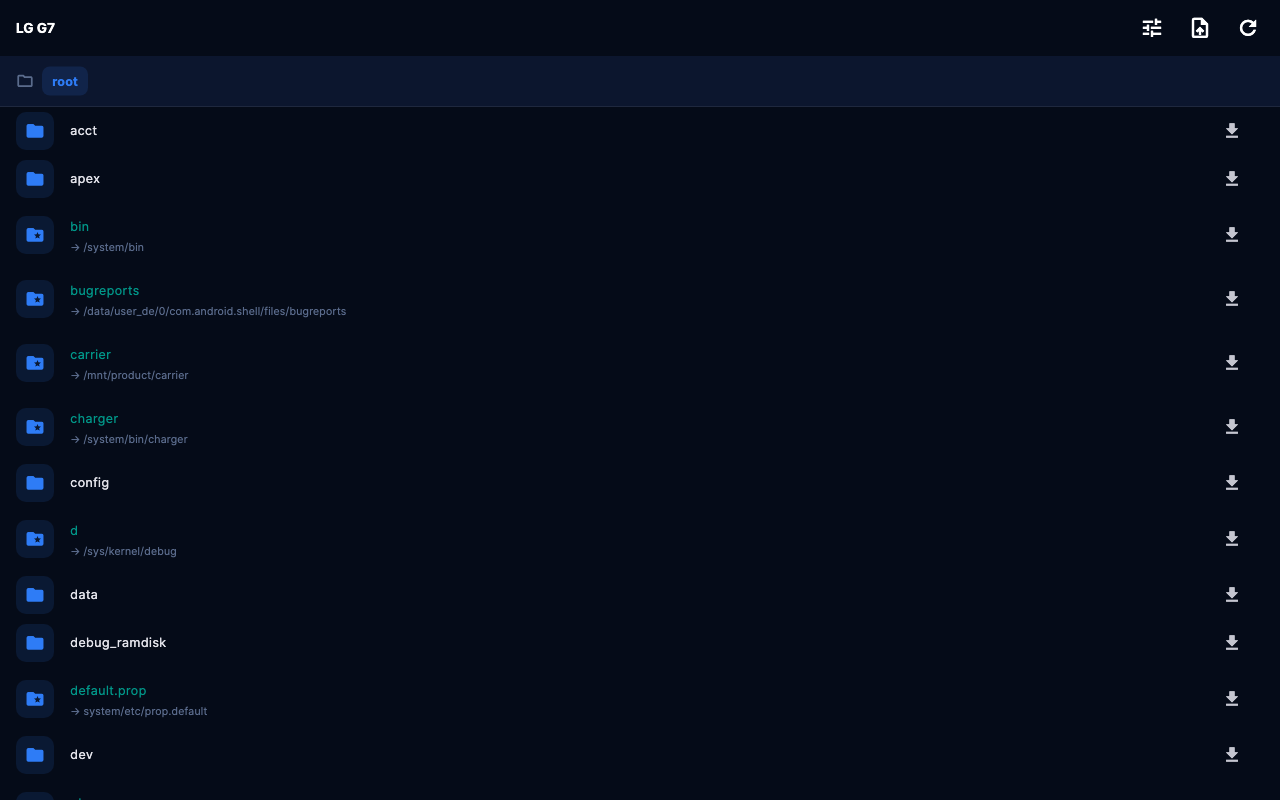 LG G7
root
acct
apex
bin
→ /system/bin
bugreports
→ /data/user_de/0/com.android.shell/files/bugreports
carrier
→ /mnt/product/carrier
charger
→ /system/bin/charger
config
d
→ /sys/kernel/debug
data
debug_ramdisk
default.prop
→ system/etc/prop.default
dev